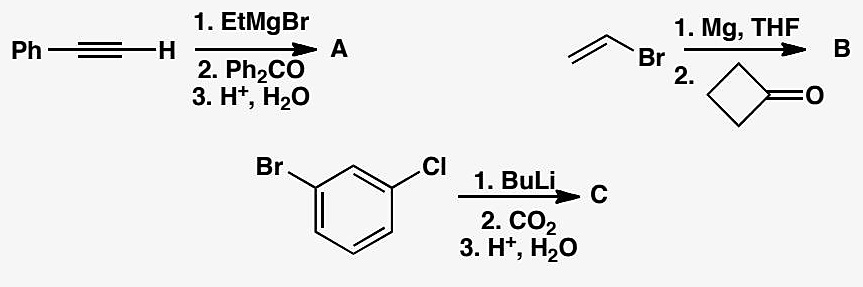 1. EtMgBr
Ph H A
2. Ph₂CO
3. H⁺, H₂O
1. Mg, THF
Br B
2.
O
Br Cl
1. BuLi
C
2. CO₂
3. H⁺, H₂O